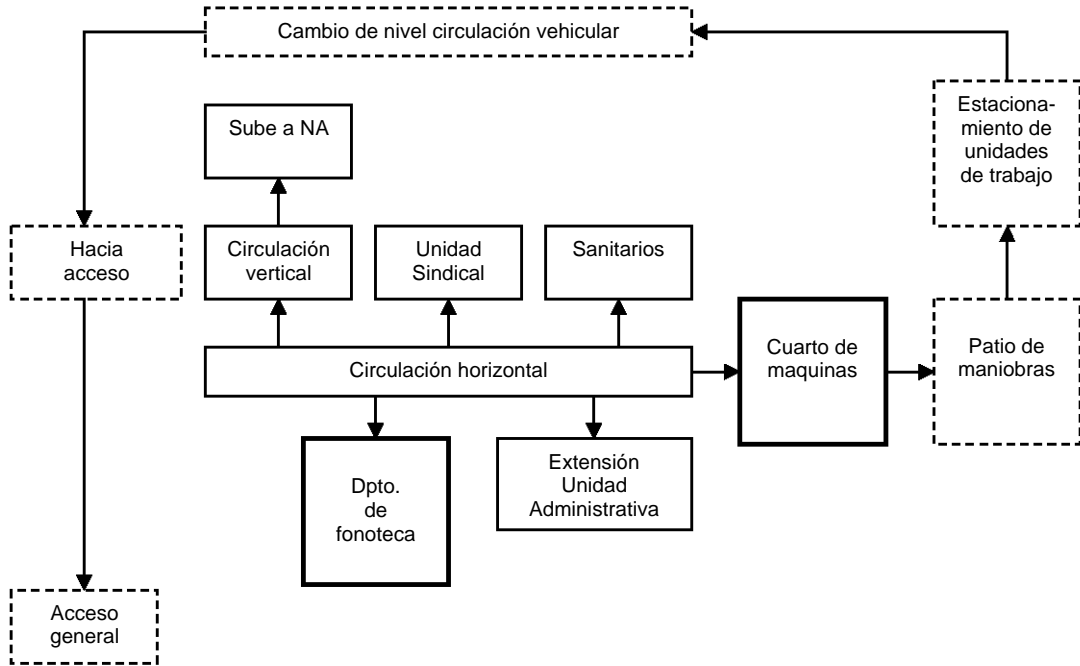 Cambio de nivel circulación vehicular
Estaciona-
miento de
unidades
de trabajo
Sube a NA
Hacia
acceso
Circulación
vertical
Unidad
Sindical
Sanitarios
Circulación horizontal
Cuarto de
maquinas
Patio de
maniobras
Dpto.
de
fonoteca
Extensión
Unidad
Administrativa
Acceso
general